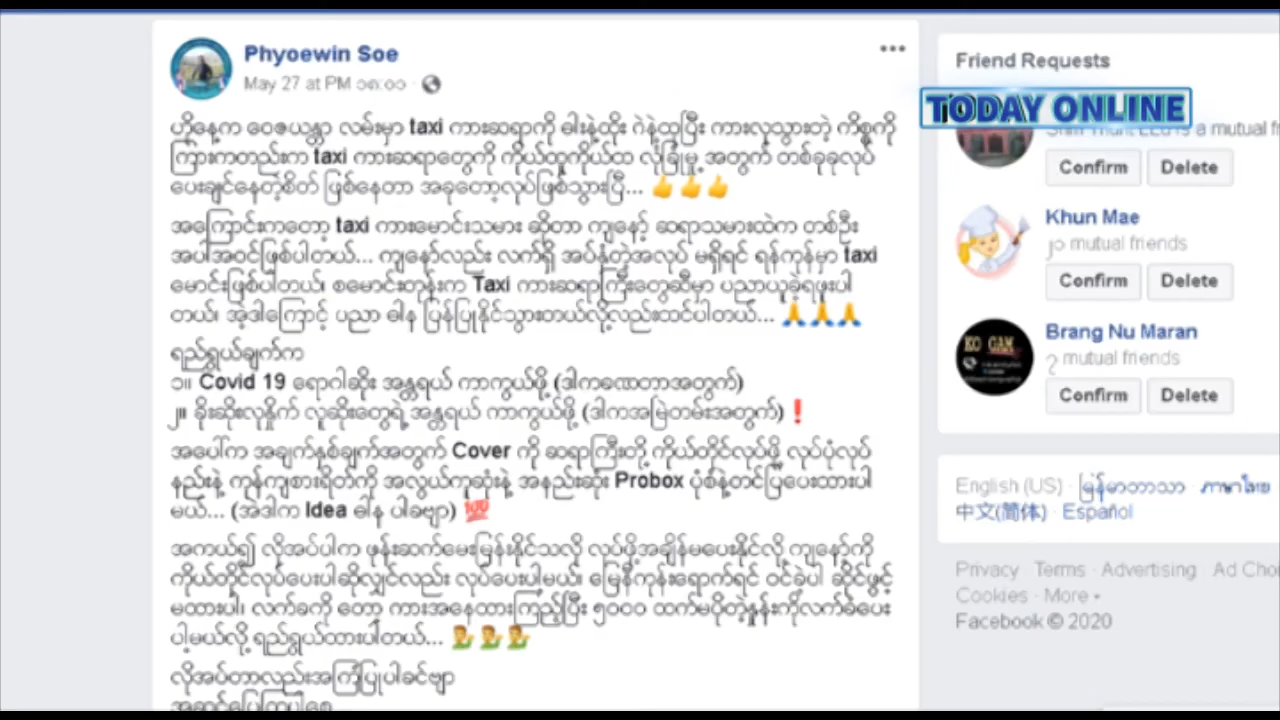 Phyoewin Soe
May 27 at PM ၁၈:၀၁
ဟိုနေ့က ဝေဇယန္တာ လမ်းမှာ taxi ကားဆရာကို ဓါးနဲ့ထိုး ဂဲနဲ့ထုပြီး ကားလုသွားတဲ့ ကိစ္စကို
ကြားကတည်းက taxi ကားဆရာတွေကို ကိုယ်ထူကိုယ်ထ လုံခြုံမှု့ အတွက် တစ်ခုခုလုပ်
ပေးချင်နေတဲ့စိတ် ဖြစ်နေတာ အခုတော့လုပ်ဖြစ်သွားပြီ... 👍👍👍
အကြောင်းကတော့ taxi ကားမောင်းသမား ဆိုတာ ကျနော့် ဆရာသမားထဲက တစ်ဦး
အပါအဝင်ဖြစ်ပါတယ်... ကျနော်လည်း လက်ရှိ အပ်နှံတဲ့အလုပ် မရှိရင် ရန်ကုန်မှာ taxi
မောင်းဖြစ်ပါတယ်၊ စမောင်းတုန်းက Taxi ကားဆရာကြီးတွေဆီမှာ ပညာယူခဲ့ရဖူးပါ
တယ်၊ အဲ့ဒါကြောင့် ပညာ ဓါန ပြန်ပြုနိုင်သွားတယ်လို့လည်းထင်ပါတယ်... 🙏🙏🙏
ရည်ရွယ်ချက်က
၁။ Covid 19 ရောဂါဆိုး အန္တရယ် ကာကွယ်ဖို့ (ဒါကခဏတာအတွက်)
၂။ ခိုးဆိုးလုနှိုက် လူဆိုးတွေရဲ့ အန္တရယ် ကာကွယ်ဖို့ (ဒါကအမြဲတမ်းအတွက်) ❗
အပေါ်က အချက်နှစ်ချက်အတွက် Cover ကို ဆရာကြီးတို့ ကိုယ်တိုင်လုပ်ဖို့ လုပ်ပုံလုပ်
နည်းနဲ့ ကုန်ကျစားရိတ်ကို အလွယ်ကူဆုံးနဲ့ အနည်းဆုံး Probox ပုံစံနဲ့တင်ပြပေးထားပါ
မယ်... (အဲဒါက Idea ဓါန ပါခဗျာ) 💯
အကယ်၍ လိုအပ်ပါက ဖုန်းဆက်မေးမြန်းနိုင်သလို လုပ်ဖို့အချိန်မပေးနိုင်လို့ ကျနော့်ကို
ကိုယ်တိုင်လုပ်ပေးပါဆိုလျှင်လည်း လုပ်ပေးပါ့မယ်၊ မြေနီကုန်းရောက်ရင် ဝင်ခဲ့ပါ ဆိုင်ဖွင့်
မထားပါ၊ လက်ခကို တော့ ကားအနေထားကြည့်ပြီး ၅၀၀၀ ထက်မပိုတဲ့နှုန်းကိုလက်ခံပေး
ပါ့မယ်လို့ ရည်ရွယ်ထားပါတယ်... 💁‍♂️💁‍♂️💁‍♂️
လိုအပ်တာလည်းအကြံပြုပါခင်ဗျာ
TODAY ONLINE
Friend Requests
is a mutual f
Confirm Delete
Khun Mae
၂၁ mutual friends
Confirm Delete
Brang Nu Maran
၃ mutual friends
Confirm Delete
English (US) · မြန်မာဘာသာ · ภาษาไทย
中文(简体) · Español
Privacy · Terms · Advertising · Ad Cho
Cookies · More
Facebook © 2020